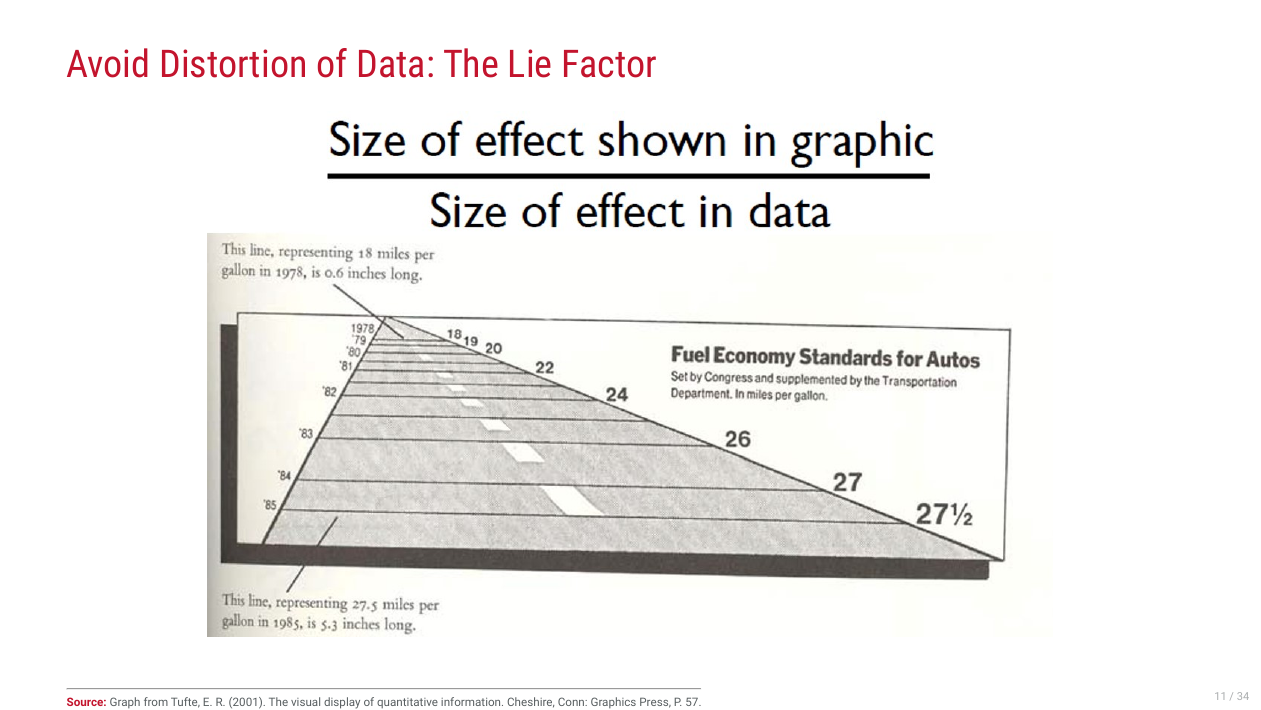 Avoid Distortion of Data: The Lie Factor
Size of effect shown in graphic
Size of effect in data
This line, representing 18 miles per
gallon in 1978, is 0.6 inches long.
1978
'79
'80
'81
'82
'83
'84
'85
18
19
20
22
24
26
27
27½
Fuel Economy Standards for Autos
Set by Congress and supplemented by the Transportation
Department. In miles per gallon.
This line, representing 27.5 miles per
gallon in 1985, is 5.3 inches long.
Source: Graph from Tufte, E. R. (2001). The visual display of quantitative information. Cheshire, Conn: Graphics Press, P. 57.
11 / 34